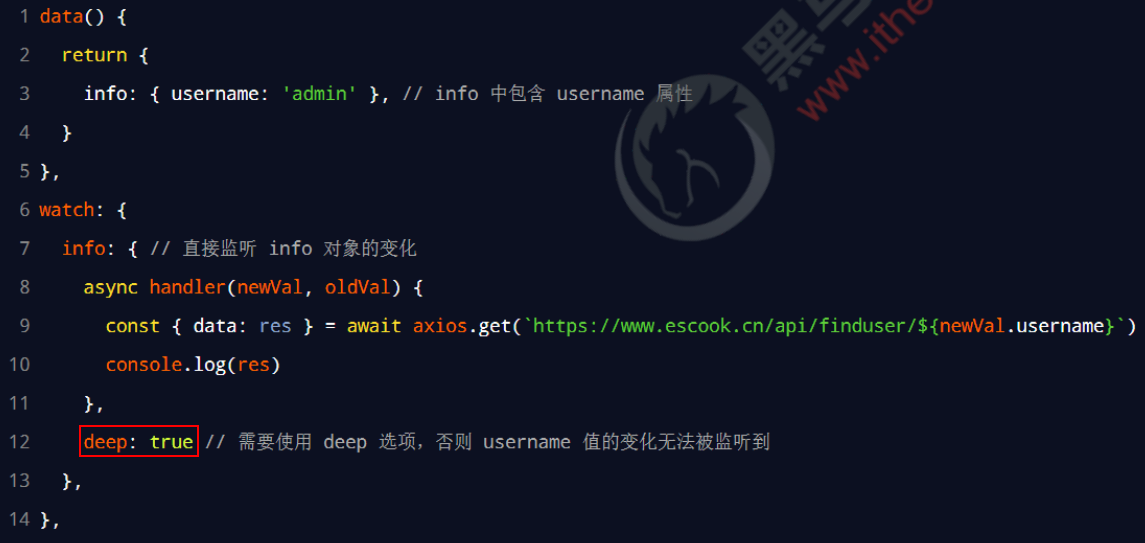 1 data() {
2 return {
3 info: { username: 'admin' }, // info 中包含 username 属性
4 }
5 },
6 watch: {
7 info: { // 直接监听 info 对象的变化
8 async handler(newVal, oldVal) {
9 const { data: res } = await axios.get(`https://www.escook.cn/api/finduser/${newVal.username}`)
10 console.log(res)
11 },
12 deep: true // 需要使用 deep 选项，否则 username 值的变化无法被监听到
13 },
14 },
黑
www.ithe